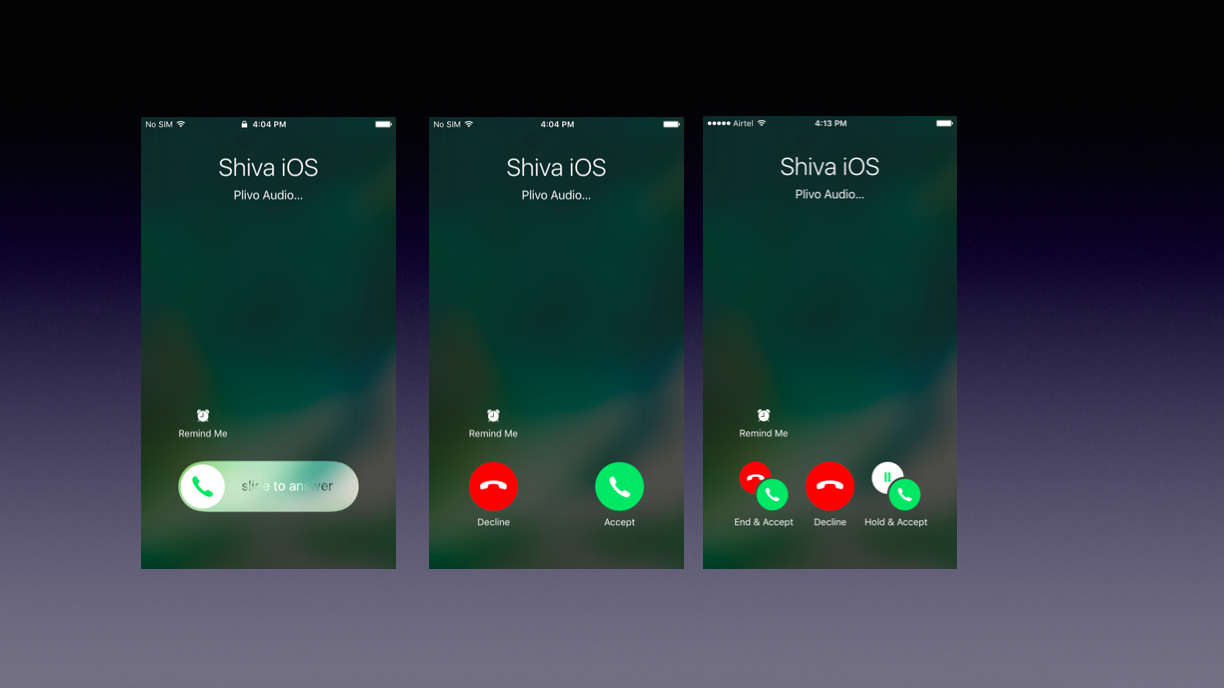 No SIM 4:04 PM
Shiva iOS
Plivo Audio...
Remind Me
slide to answer
No SIM 4:04 PM
Shiva iOS
Plivo Audio...
Remind Me
Decline Accept
Airtel 4:13 PM
Shiva iOS
Plivo Audio...
Remind Me
End & Accept Decline Hold & Accept